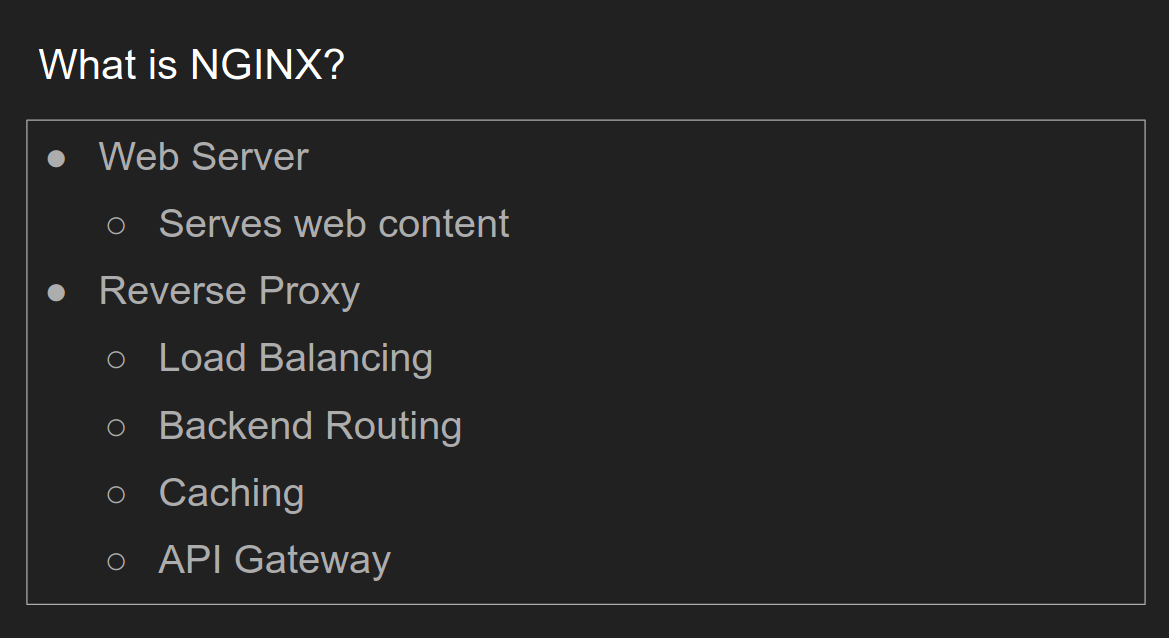 What is NGINX?
● Web Server
○ Serves web content
● Reverse Proxy
○ Load Balancing
○ Backend Routing
○ Caching
○ API Gateway